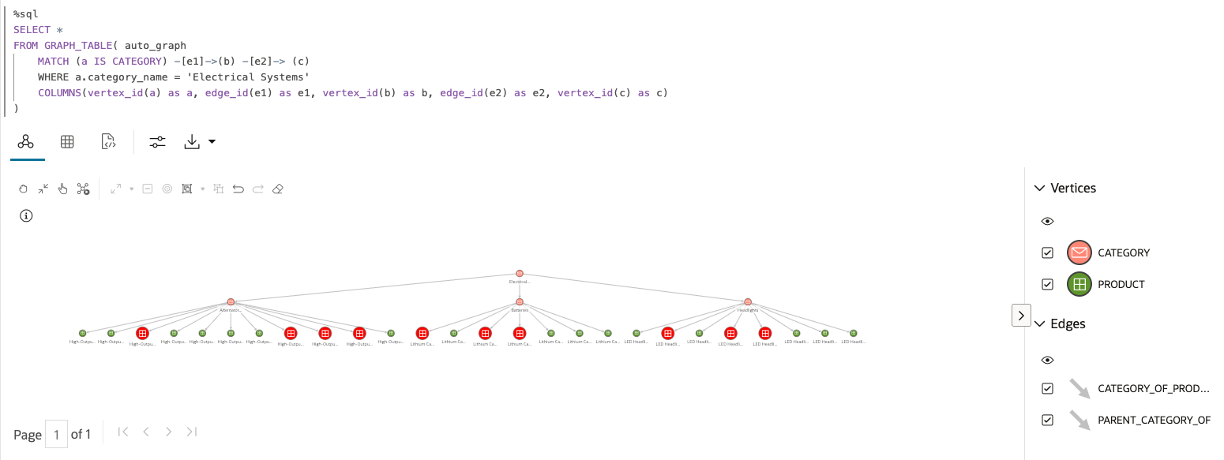 %sql
SELECT *
FROM GRAPH_TABLE( auto_graph
MATCH (a IS CATEGORY) -[e1]->(b) -[e2]-> (c)
WHERE a.category_name = 'Electrical Systems'
COLUMNS(vertex_id(a) as a, edge_id(e1) as e1, vertex_id(b) as b, edge_id(e2) as e2, vertex_id(c) as c)
)
Vertices
CATEGORY
PRODUCT
Edges
CATEGORY_OF_PROD...
PARENT_CATEGORY_OF
Electrical...
Alternator...
Batteries
Headlights
High-Outpu... High-Outpu... High-Outpu... High-Outpu... High-Outpu... High-Outpu... High-Outpu... High-Outpu... High-Outpu... High-Outpu... High-Outpu... Lithium Ca... Lithium Ca... Lithium Ca... Lithium Ca... Lithium Ca... Lithium Ca... Lithium Ca... LED Headli... LED Headli... LED Headli... LED Headli... LED Headli... LED Headli... LED Headli... LED Headli...
Page 1 of 1